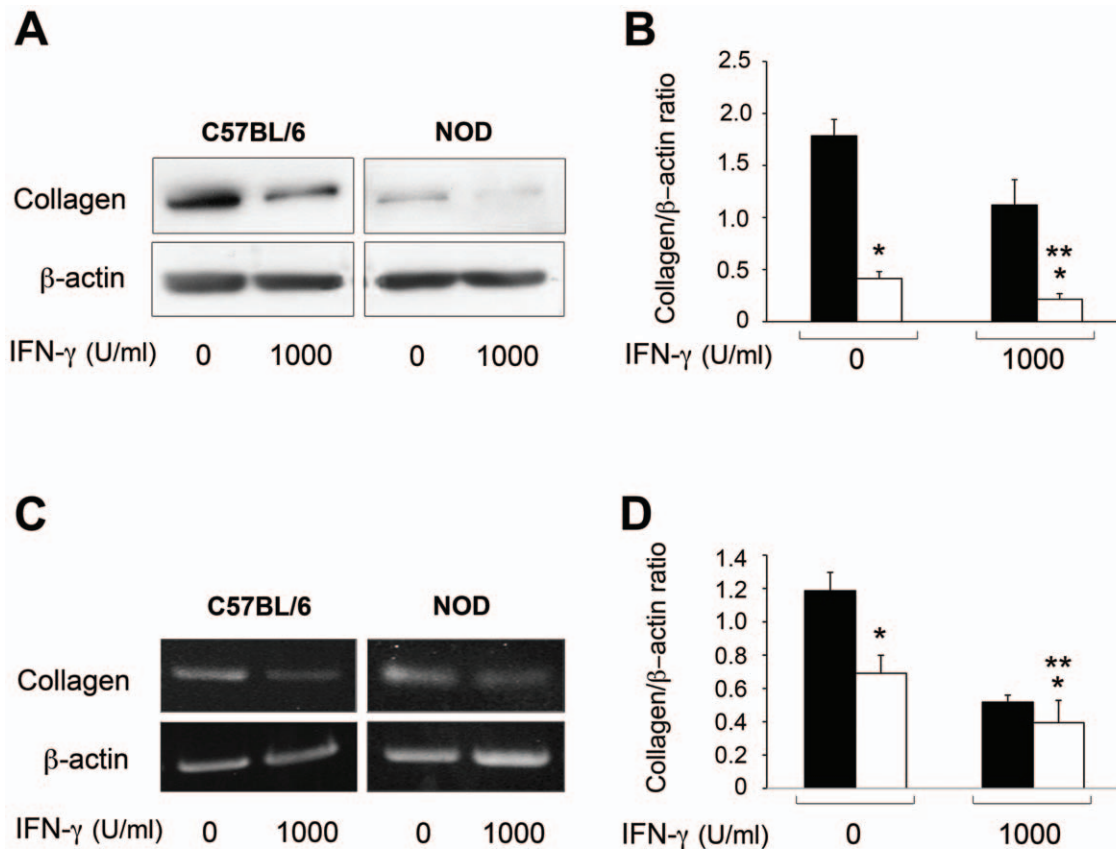 A
C57BL/6 NOD
Collagen
β-actin
IFN-γ (U/ml) 0 1000 0 1000
B
Collagen/β−actin ratio
2.5
2.0
1.5
1.0
0.5
0
*
**
*
IFN-γ (U/ml) 0 1000
C
C57BL/6 NOD
Collagen
β-actin
IFN-γ (U/ml) 0 1000 0 1000
D
Collagen/β−actin ratio
1.4
1.2
1.0
0.8
0.6
0.4
0.2
0
*
**
*
IFN-γ (U/ml) 0 1000